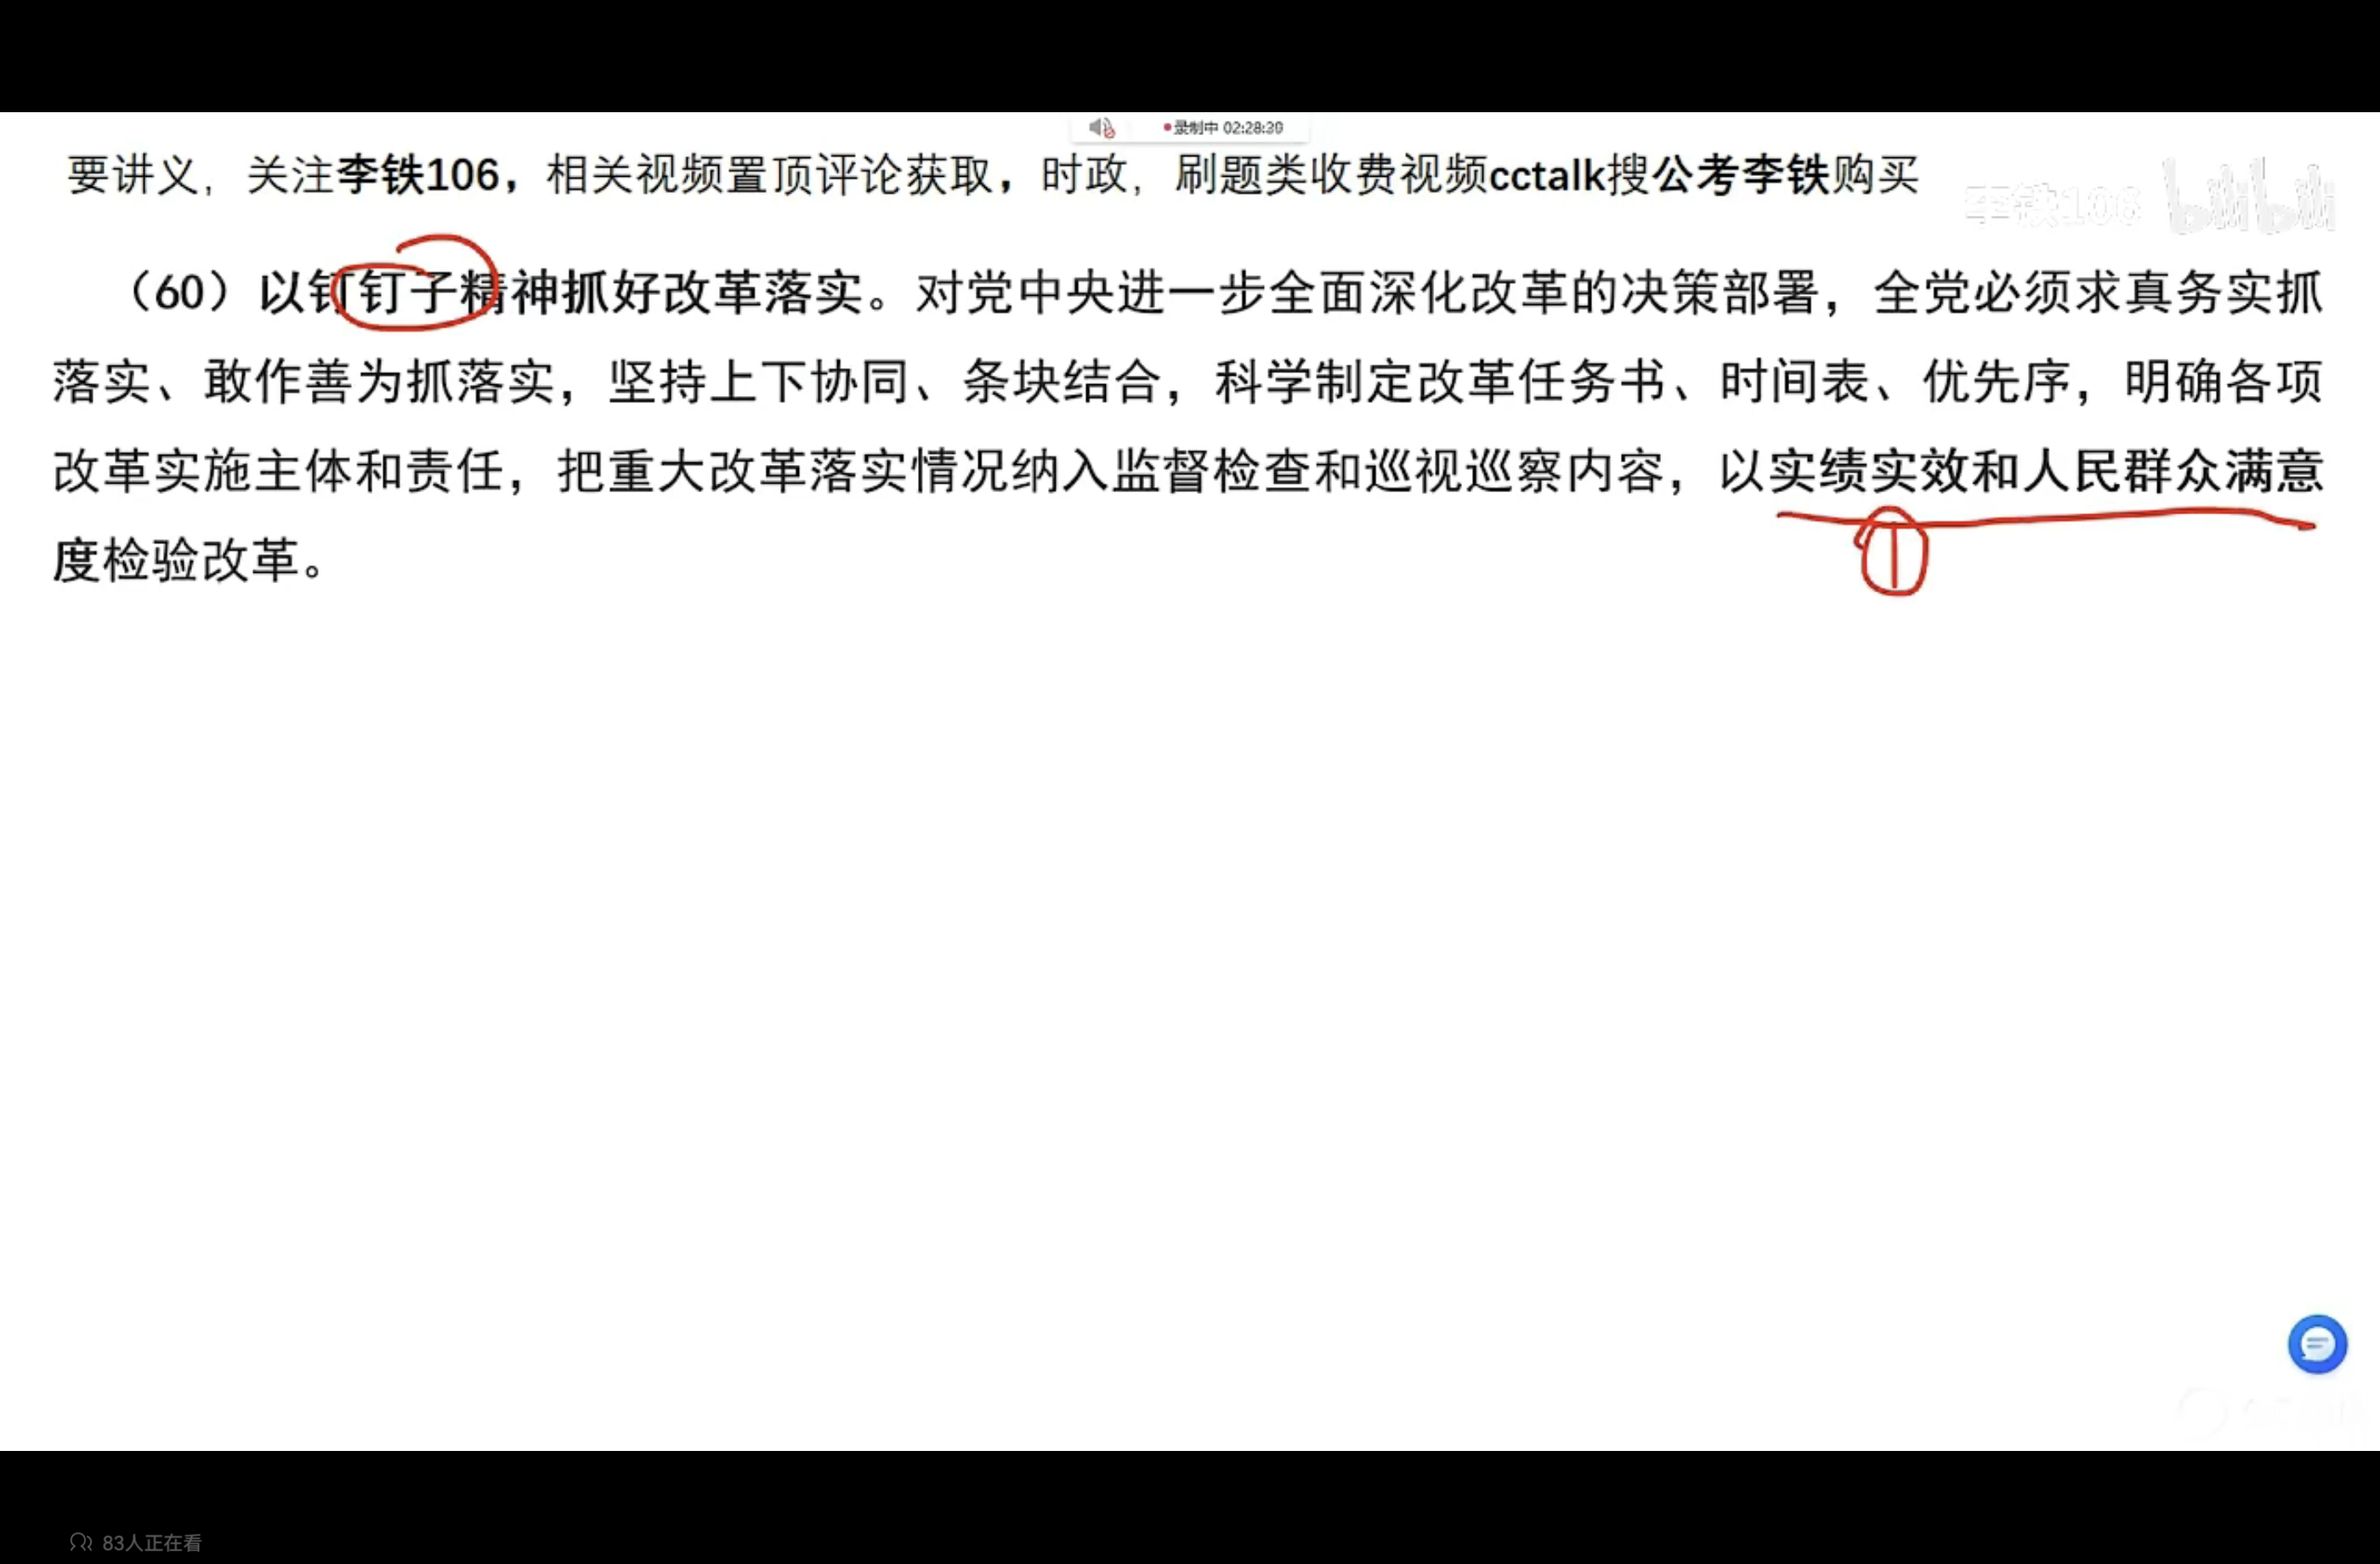 录制中 02:28:39
要讲义，关注李铁106，相关视频置顶评论获取，时政，刷题类收费视频cctalk搜公考李铁购买
李铁106 bilibili
（60）以钉钉子精神抓好改革落实。对党中央进一步全面深化改革的决策部署，全党必须求真务实抓
落实、敢作善为抓落实，坚持上下协同、条块结合，科学制定改革任务书、时间表、优先序，明确各项
改革实施主体和责任，把重大改革落实情况纳入监督检查和巡视巡察内容，以实绩实效和人民群众满意
度检验改革。
①
83人正在看